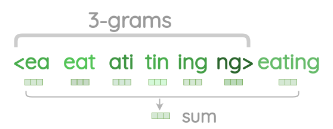 3-grams
<ea eat ati tin ing ng> eating
sum